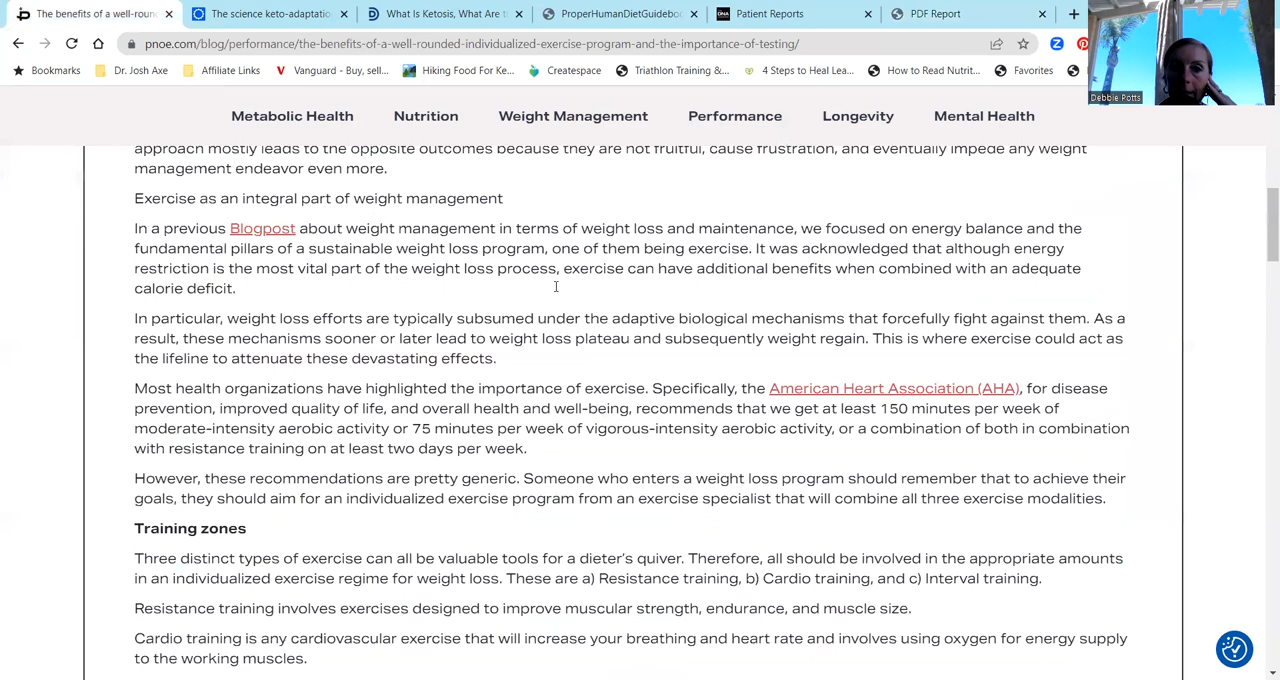 The benefits of a well-roun
The science keto-adaptatio
What Is Ketosis, What Are t
ProperHumanDietGuidebo
Patient Reports
PDF Report
pnoe.com/blog/performance/the-benefits-of-a-well-rounded-individualized-exercise-program-and-the-importance-of-testing/
Bookmarks
Dr. Josh Axe
Affiliate Links
Vanguard - Buy, sell...
Hiking Food For Ke...
Createspace
Triathlon Training &...
4 Steps to Heal Lea...
How to Read Nutrit...
Favorites
Debbie Potts
Metabolic Health
Nutrition
Weight Management
Performance
Longevity
Mental Health
approach mostly leads to the opposite outcomes because they are not fruitful, cause frustration, and eventually impede any weight
management endeavor even more.
Exercise as an integral part of weight management
In a previous Blogpost about weight management in terms of weight loss and maintenance, we focused on energy balance and the
fundamental pillars of a sustainable weight loss program, one of them being exercise. It was acknowledged that although energy
restriction is the most vital part of the weight loss process, exercise can have additional benefits when combined with an adequate
calorie deficit.
In particular, weight loss efforts are typically subsumed under the adaptive biological mechanisms that forcefully fight against them. As a
result, these mechanisms sooner or later lead to weight loss plateau and subsequently weight regain. This is where exercise could act as
the lifeline to attenuate these devastating effects.
Most health organizations have highlighted the importance of exercise. Specifically, the American Heart Association (AHA), for disease
prevention, improved quality of life, and overall health and well-being, recommends that we get at least 150 minutes per week of
moderate-intensity aerobic activity or 75 minutes per week of vigorous-intensity aerobic activity, or a combination of both in combination
with resistance training on at least two days per week.
However, these recommendations are pretty generic. Someone who enters a weight loss program should remember that to achieve their
goals, they should aim for an individualized exercise program from an exercise specialist that will combine all three exercise modalities.
Training zones
Three distinct types of exercise can all be valuable tools for a dieter's quiver. Therefore, all should be involved in the appropriate amounts
in an individualized exercise regime for weight loss. These are a) Resistance training, b) Cardio training, and c) Interval training.
Resistance training involves exercises designed to improve muscular strength, endurance, and muscle size.
Cardio training is any cardiovascular exercise that will increase your breathing and heart rate and involves using oxygen for energy supply
to the working muscles.